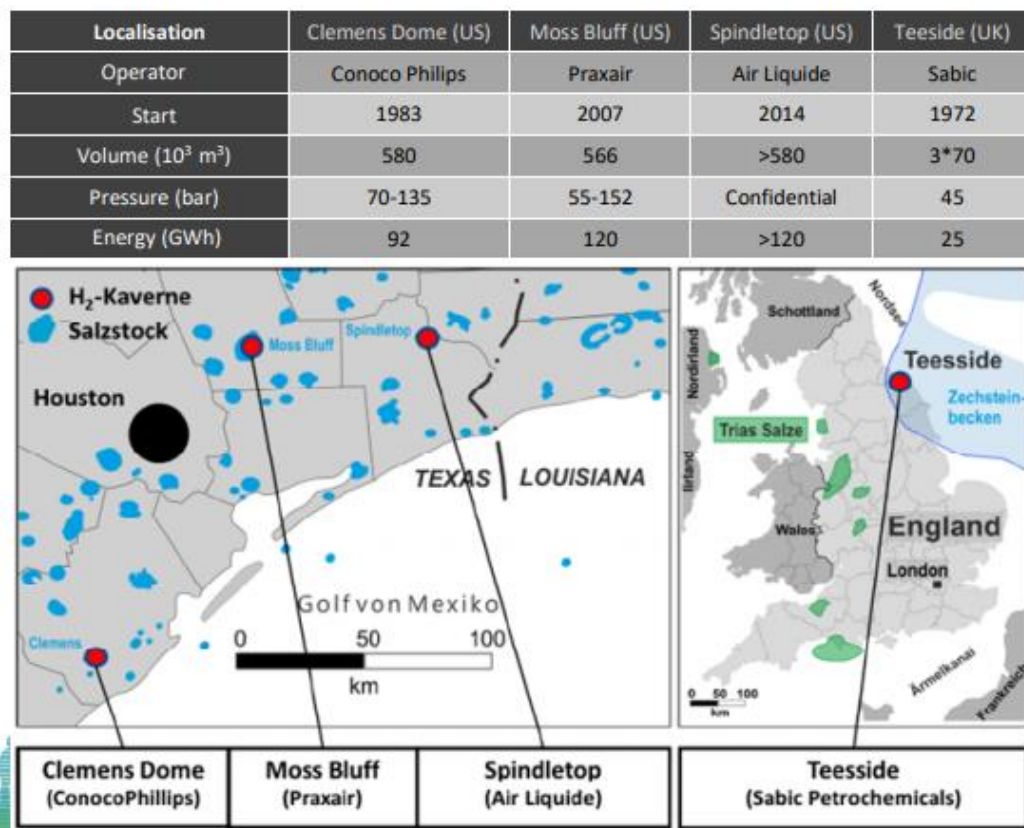 Localisation Clemens Dome (US) Moss Bluff (US) Spindletop (US) Teeside (UK)
Operator Conoco Philips Praxair Air Liquide Sabic
Start 1983 2007 2014 1972
Volume (10³ m³) 580 566 >580 3*70
Pressure (bar) 70-135 55-152 Confidential 45
Energy (GWh) 92 120 >120 25
H₂-Kaverne
Salzstock
Moss Bluff
Spindletop
Houston
TEXAS
LOUISIANA
Clemens
Golf von Mexiko
0 50 100
km
Schottland
Nordsee
Nordirland
Teesside
Zechstein-
becken
Trias Salze
Irland
Wales
England
London
Ärmelkanal
Frankreich
0 50 100
km
Clemens Dome
(ConocoPhillips)
Moss Bluff
(Praxair)
Spindletop
(Air Liquide)
Teesside
(Sabic Petrochemicals)